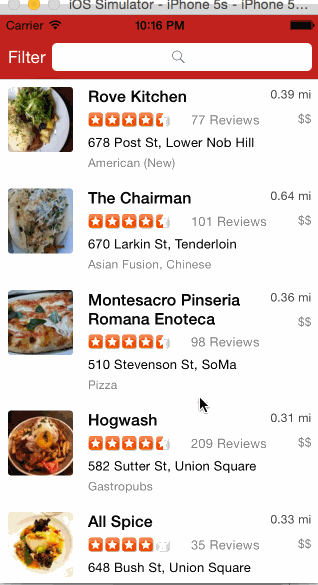 iOS Simulator - iPhone 5s - iPhone 5...
Carrier 10:16 PM
Filter
Rove Kitchen 0.39 mi
77 Reviews $$
678 Post St, Lower Nob Hill
American (New)
The Chairman 0.64 mi
101 Reviews $$
670 Larkin St, Tenderloin
Asian Fusion, Chinese
Montesacro Pinseria 0.36 mi
Romana Enoteca $$
98 Reviews
510 Stevenson St, SoMa
Pizza
Hogwash 0.31 mi
209 Reviews $$
582 Sutter St, Union Square
Gastropubs
All Spice 0.33 mi
35 Reviews $$
648 Bush St, Union Square